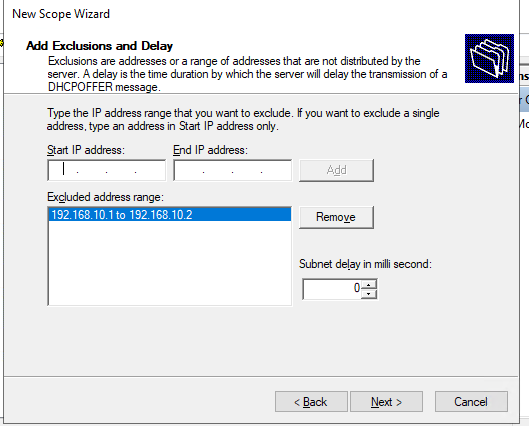 New Scope Wizard
Add Exclusions and Delay
Exclusions are addresses or a range of addresses that are not distributed by the
server. A delay is the time duration by which the server will delay the transmission of a
DHCPOFFER message.
Type the IP address range that you want to exclude. If you want to exclude a single
address, type an address in Start IP address only.
Start IP address:
End IP address:
Add
Excluded address range:
192.168.10.1 to 192.168.10.2
Remove
Subnet delay in milli second:
0
< Back
Next >
Cancel